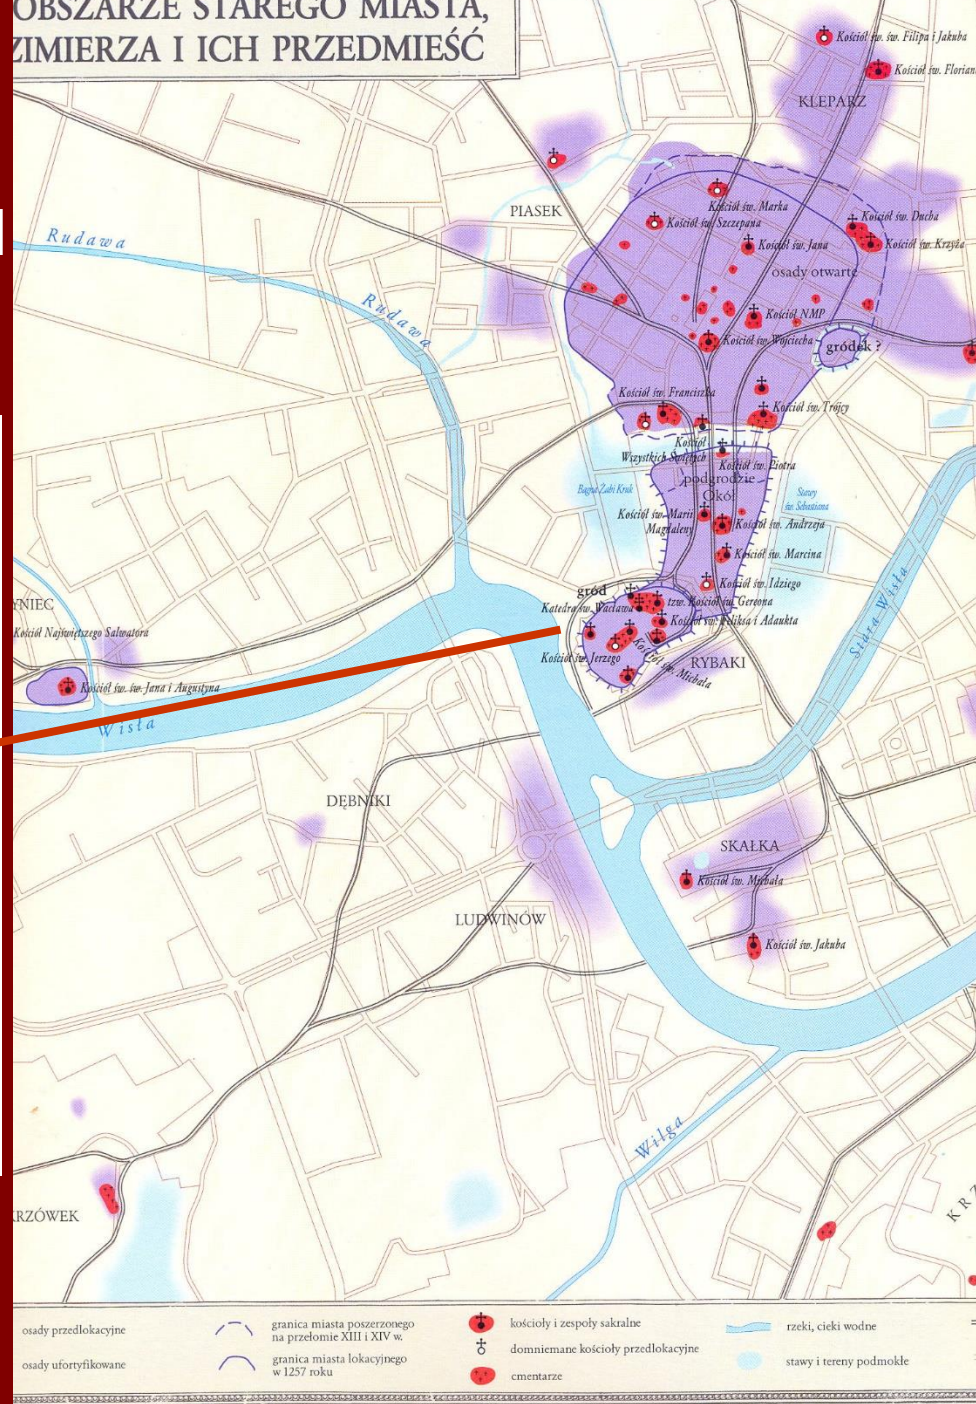 OBSZARZE STAREGO MIASTA,
ZIMIERZA I ICH PRZEDMIEŚĆ
Kościół św. św. Filipa i Jakuba
Kościół św. Florian
KLEPARZ
PIASEK
Kościół św. Marka
Kościół św. Szczepana
Kościół św. Ducha
Kościół św. Jana
Kościół św. Krzyża
osady otwarte
Rudawa
Rudawa
Kościół NMP
Kościół św. Wojciecha
gródek ?
Kościół św. Franciszka
Kościół św. Trójcy
Kościół
Wszystkich Świętych
Kościół św. Piotra
podgrodzie
Okół
Bagna Żabi Kruk
Stawy
św. Sebastiana
Kościół św. Marii
Magdaleny
Kościół św. Andrzeja
Kościół św. Marcina
Kościół św. Idziego
gród
tzw. Kościół św. Gereona
Katedra św. Wacława
Kościół św. Feliksa i Adaukta
Kościół św. Jerzego
Kościół św. Michała
RYBAKI
Stara Wisła
YNIEC
Kościół Najświętszego Salwatora
Kościół św. św. Jana i Augustyna
Wisła
DĘBNIKI
SKAŁKA
Kościół św. Michała
LUDWINÓW
Kościół św. Jakuba
Wilga
RZÓWEK
K R Z
osady przedlokacyjne
osady ufortyfikowane
granica miasta poszerzonego
na przełomie XIII i XIV w.
granica miasta lokacyjnego
w 1257 roku
kościoły i zespoły sakralne
domniemane kościoły przedlokacyjne
cmentarze
rzeki, cieki wodne
stawy i tereny podmokłe